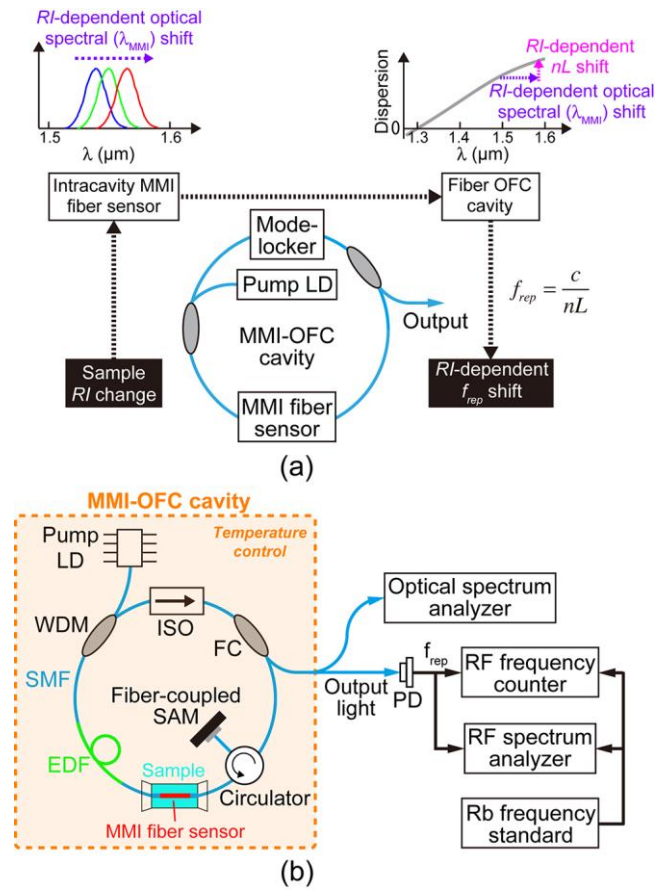 RI-dependent optical
spectral (λMMI) shift
1.5
1.6
λ (μm)
Dispersion
0
RI-dependent
nL shift
RI-dependent optical
spectral (λMMI) shift
1.3
1.4
1.5
1.6
λ (μm)
Intracavity MMI
fiber sensor
Fiber OFC
cavity
Mode-
locker
Pump LD
MMI-OFC
cavity
Output
frep = c
nL
Sample
RI change
RI-dependent
frep shift
MMI fiber
sensor
(a)
MMI-OFC cavity
Temperature
control
Pump
LD
WDM
ISO
FC
SMF
Fiber-coupled
SAM
EDF
Sample
Circulator
MMI fiber sensor
Optical spectrum
analyzer
Output
light
PD
frep
RF frequency
counter
RF spectrum
analyzer
Rb frequency
standard
(b)